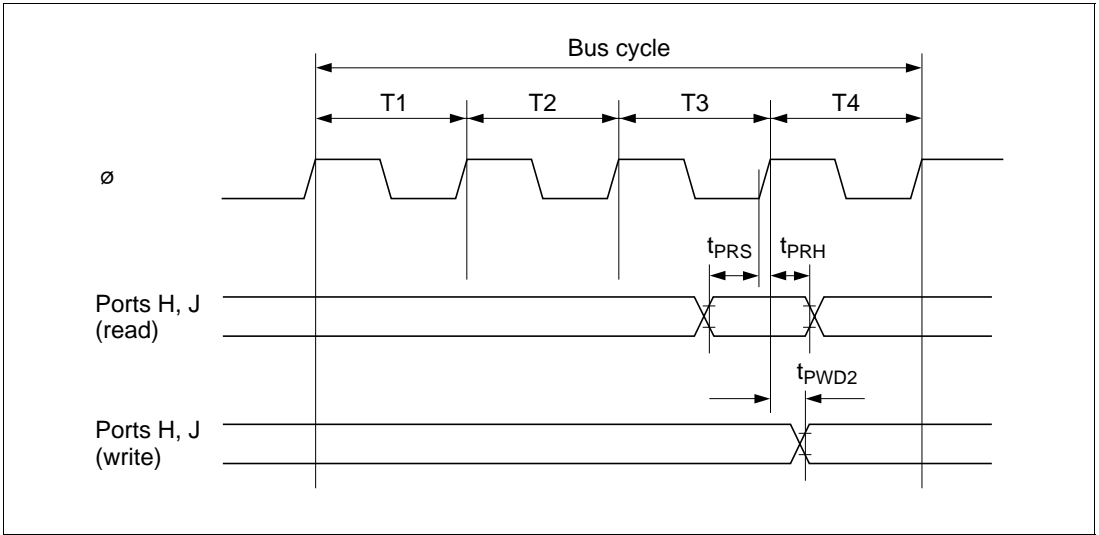 Bus cycle
T1 T2 T3 T4
ø
tPRS tPRH
Ports H, J
(read)
tPWD2
Ports H, J
(write)